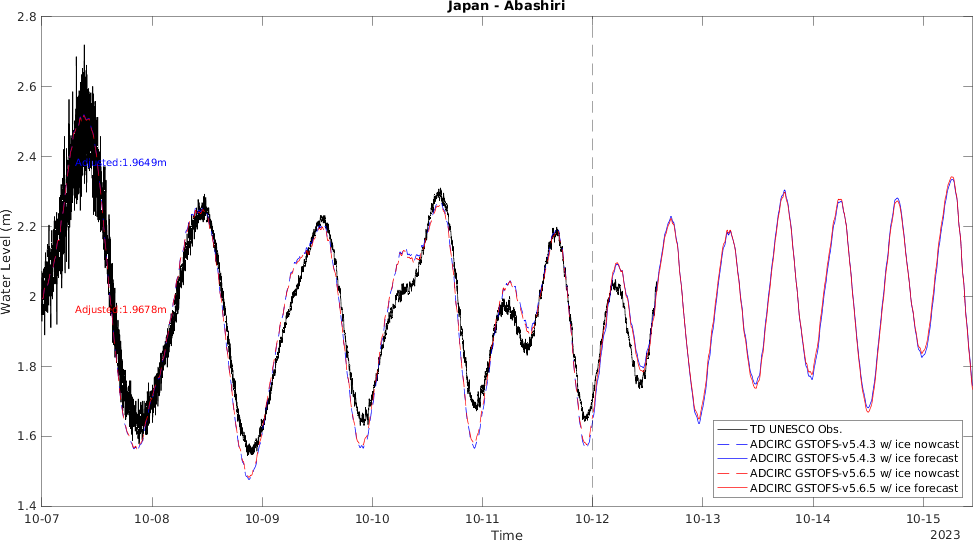 Japan - Abashiri
Water Level (m)
2.8
2.6
2.4
2.2
2
1.8
1.6
1.4
Adjusted:1.9649m
Adjusted:1.9678m
TD UNESCO Obs.
ADCIRC GSTOFS-v5.4.3 w/ ice nowcast
ADCIRC GSTOFS-v5.4.3 w/ ice forecast
ADCIRC GSTOFS-v5.6.5 w/ ice nowcast
ADCIRC GSTOFS-v5.6.5 w/ ice forecast
10-07 10-08 10-09 10-10 10-11 10-12 10-13 10-14 10-15
Time
2023